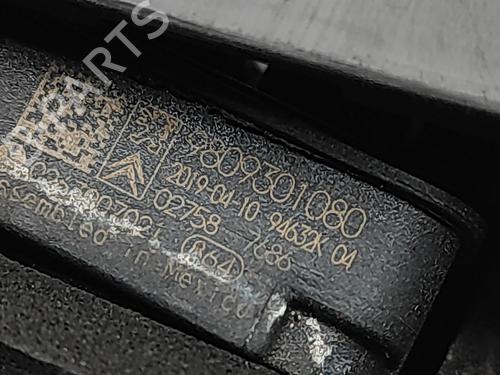 9809301080
2019-04-10 94632K 04
02758 7686
R64
Assembled in Mexico
PARTS